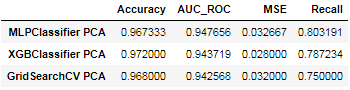 Accuracy AUC_ROC MSE Recall
MLPClassifier PCA 0.967333 0.947656 0.032667 0.803191
XGBClassifier PCA 0.972000 0.943719 0.028000 0.787234
GridSearchCV PCA 0.968000 0.942568 0.032000 0.750000